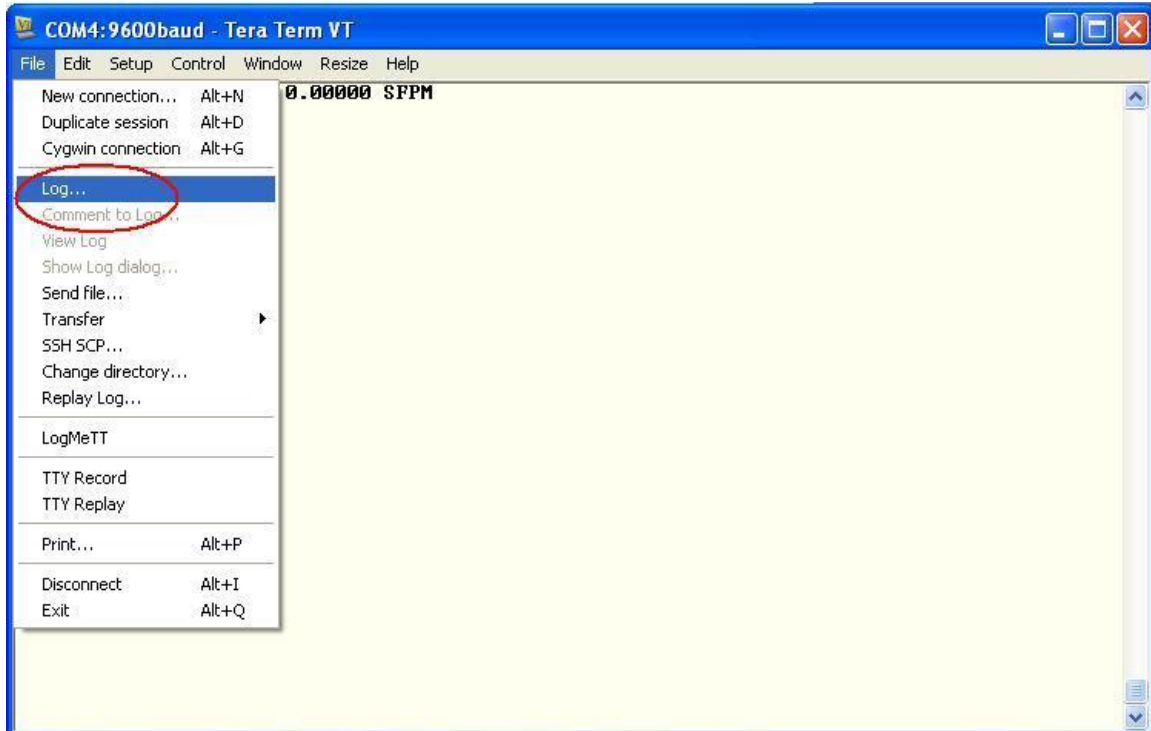 COM4:9600baud - Tera Term VT
File Edit Setup Control Window Resize Help
0.00000 SFPM
New connection... Alt+N
Duplicate session Alt+D
Cygwin connection Alt+G
Log...
Comment to Log...
View Log
Show Log dialog...
Send file...
Transfer
SSH SCP...
Change directory...
Replay Log...
LogMeTT
TTY Record
TTY Replay
Print... Alt+P
Disconnect Alt+I
Exit Alt+Q